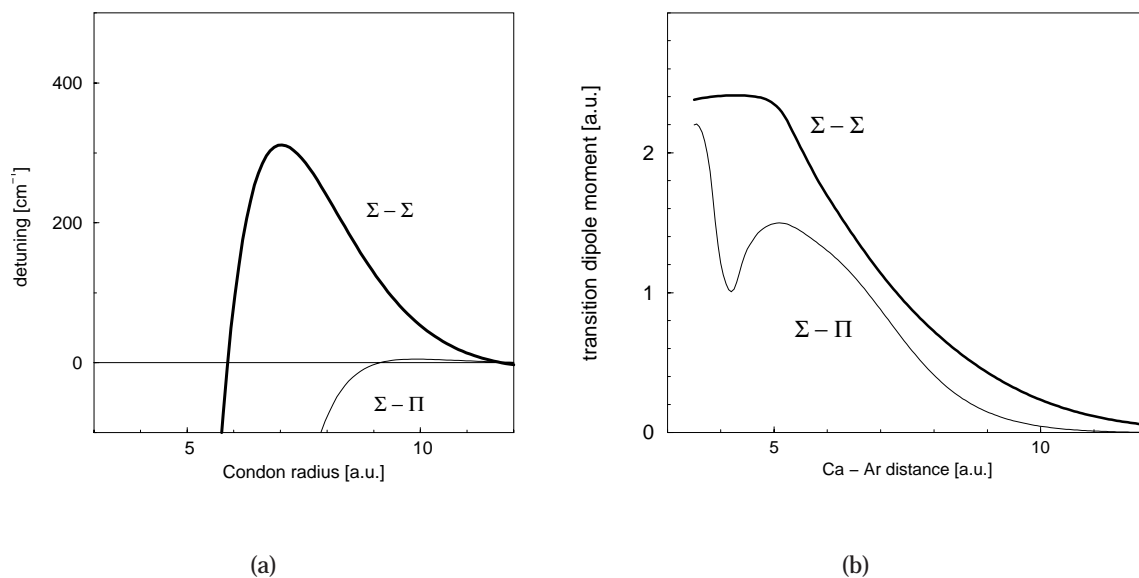 400
200
0
detuning [cm⁻¹]
Σ – Σ
Σ – Π
5
10
Condon radius [a.u.]
(a)
2
1
0
transition dipole moment [a.u.]
Σ – Σ
Σ – Π
5
10
Ca – Ar distance [a.u.]
(b)